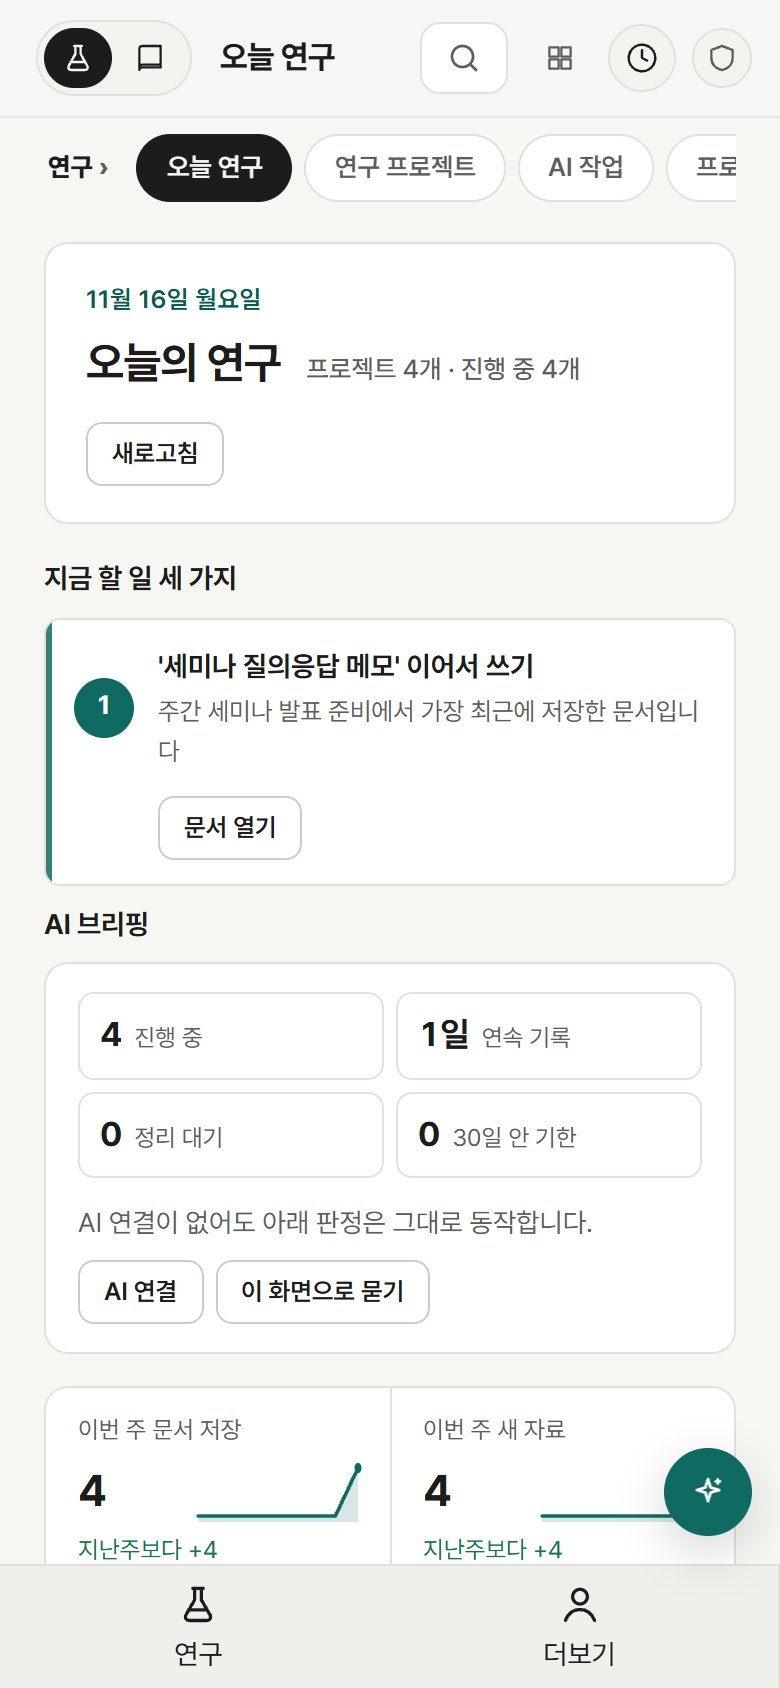 오늘 연구
연구 ›
오늘 연구
연구 프로젝트
AI 작업
프로
11월 16일 월요일
오늘의 연구 프로젝트 4개 · 진행 중 4개
새로고침
지금 할 일 세 가지
1
'세미나 질의응답 메모' 이어서 쓰기
주간 세미나 발표 준비에서 가장 최근에 저장한 문서입니
다
문서 열기
AI 브리핑
4 진행 중
1일 연속 기록
0 정리 대기
0 30일 안 기한
AI 연결이 없어도 아래 판정은 그대로 동작합니다.
AI 연결
이 화면으로 묻기
이번 주 문서 저장
4
지난주보다 +4
이번 주 새 자료
4
지난주보다 +4
연구
더보기